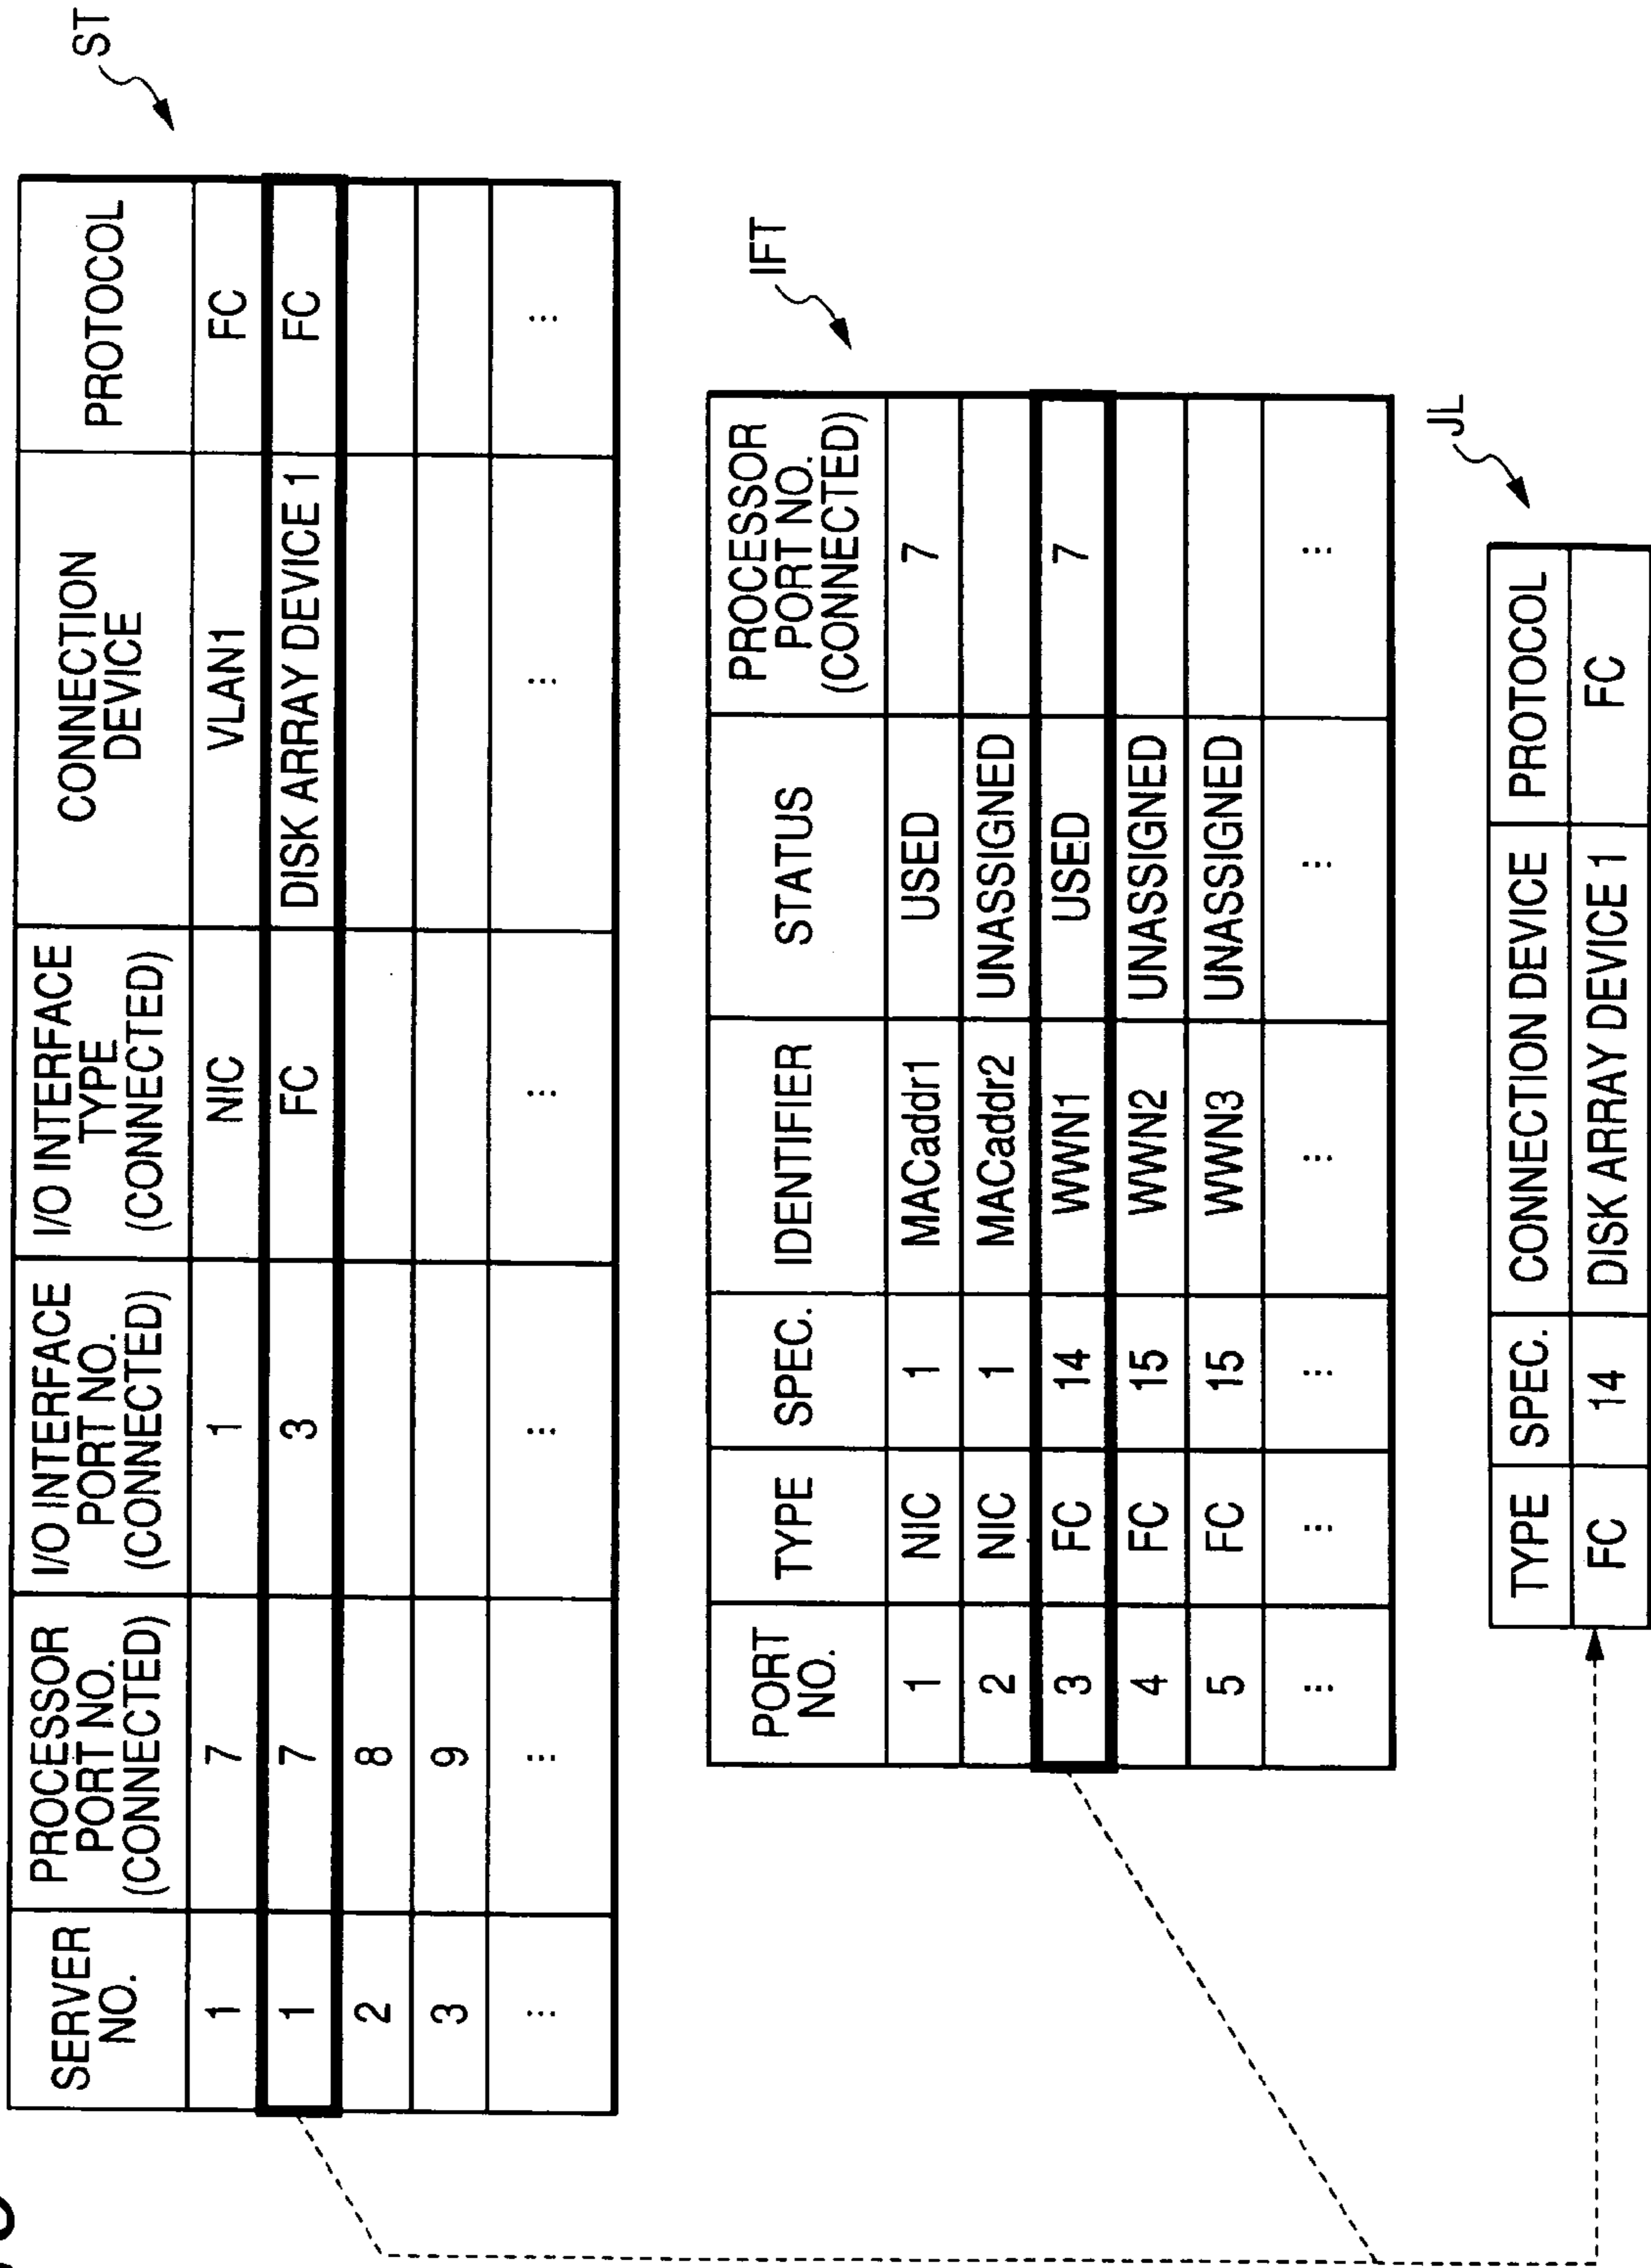 ST
SERVER NO.
PROCESSOR PORT NO. (CONNECTED)
I/O INTERFACE PORT NO. (CONNECTED)
I/O INTERFACE TYPE (CONNECTED)
CONNECTION DEVICE
PROTOCOL
1 7 1 NIC VLAN1 FC
1 7 3 FC DISK ARRAY DEVICE 1 FC
2 8
3 9
... ... ... ... ... ...
IFT
PORT NO.
TYPE
SPEC.
IDENTIFIER
STATUS
PROCESSOR PORT NO. (CONNECTED)
1 NIC 1 MACaddr1 USED 7
2 NIC 1 MACaddr2 UNASSIGNED
3 FC 14 WWN1 USED 7
4 FC 15 WWN2 UNASSIGNED
5 FC 15 WWN3 UNASSIGNED
... ... ... ... ... ...
JL
TYPE SPEC. CONNECTION DEVICE PROTOCOL
FC 14 DISK ARRAY DEVICE 1 FC